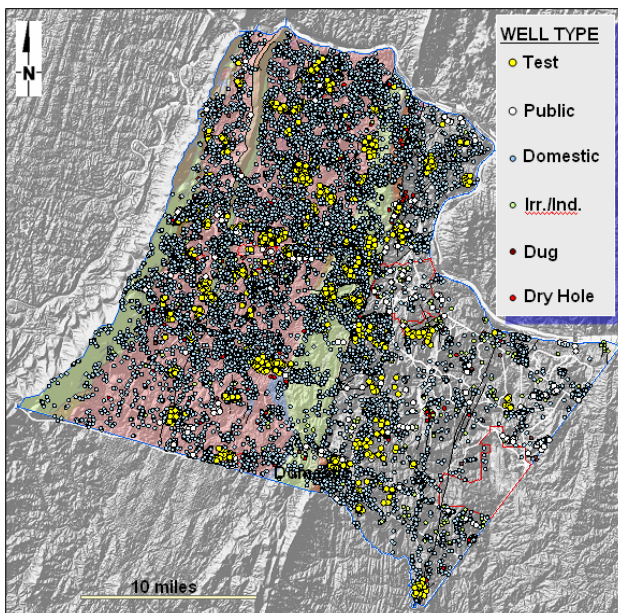 N
WELL TYPE
Test
Public
Domestic
Irr./Ind.
Dug
Dry Hole
10 miles